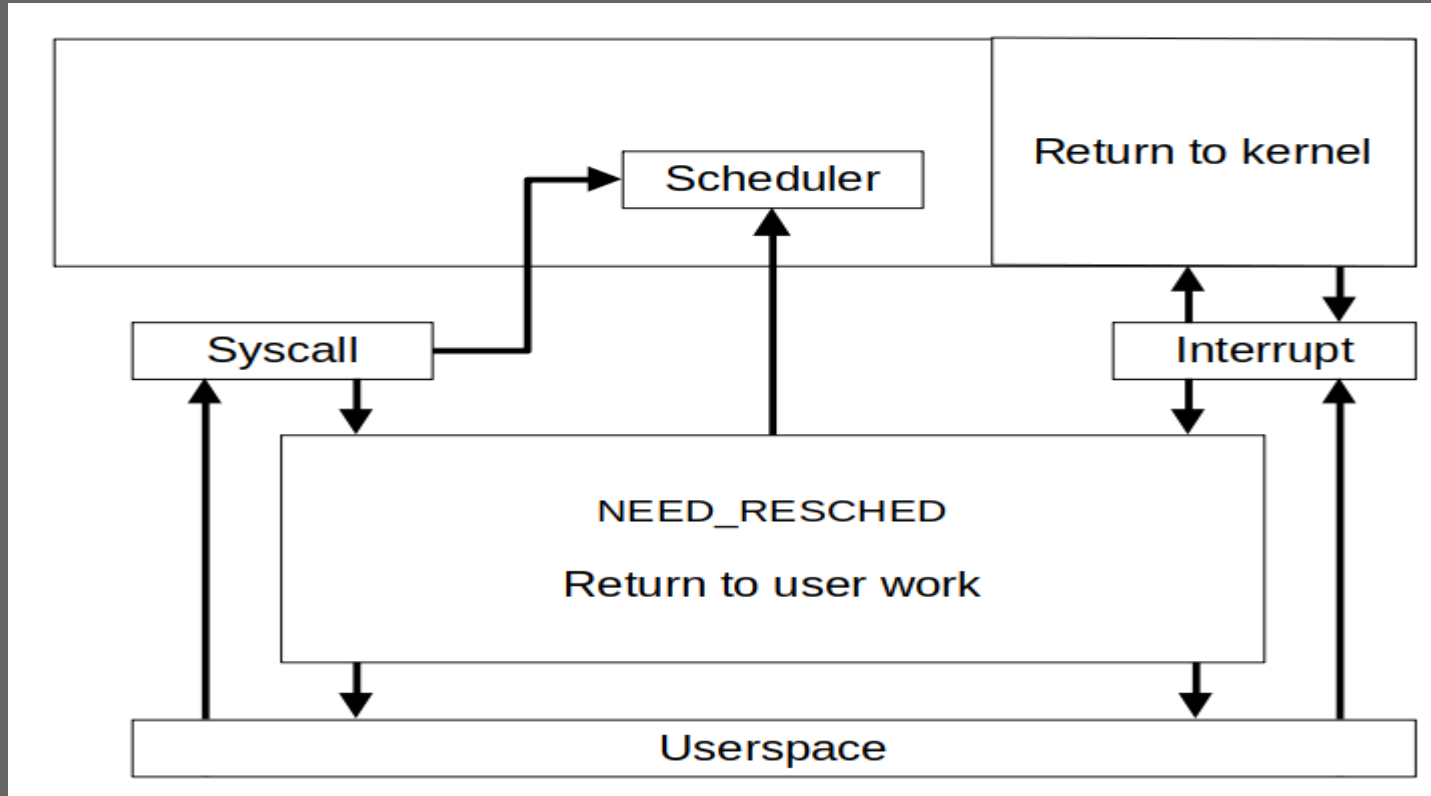 Return to kernel
Scheduler
Syscall
Interrupt
NEED_RESCHED
Return to user work
Userspace